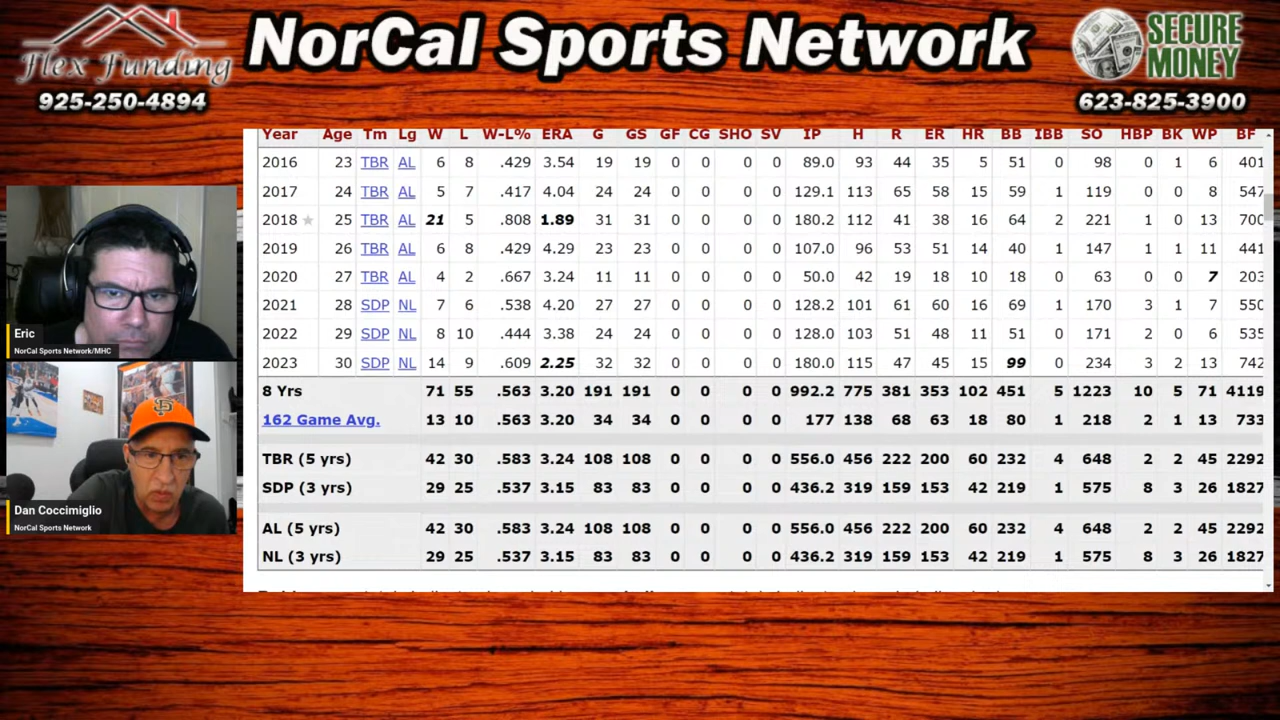 Flex Funding
925-250-4894
NorCal Sports Network
SECURE
MONEY
623-825-3900
Year Age Tm Lg W L W-L% ERA G GS GF CG SHO SV IP H R ER HR BB IBB SO HBP BK WP BF
2016 23 TBR AL 6 8 .429 3.54 19 19 0 0 0 0 89.0 93 44 35 5 51 0 98 0 1 6 401
2017 24 TBR AL 5 7 .417 4.04 24 24 0 0 0 0 129.1 113 65 58 15 59 1 119 0 0 8 547
2018 ★ 25 TBR AL 21 5 .808 1.89 31 31 0 0 0 0 180.2 112 41 38 16 64 2 221 1 0 13 700
2019 26 TBR AL 6 8 .429 4.29 23 23 0 0 0 0 107.0 96 53 51 14 40 0 147 1 1 11 441
2020 27 TBR AL 4 2 .667 3.24 11 11 0 0 0 0 50.0 42 19 18 10 18 0 63 0 0 7 203
2021 28 SDP NL 7 6 .538 4.20 27 27 0 0 0 0 128.2 101 61 60 16 69 1 170 3 1 7 550
2022 29 SDP NL 8 10 .444 3.38 24 24 0 0 0 0 128.0 103 51 48 11 51 0 171 2 0 6 535
2023 30 SDP NL 14 9 .609 2.25 32 32 0 0 0 0 180.0 115 47 45 15 99 0 234 3 2 13 742
8 Yrs 71 55 .563 3.20 191 191 0 0 0 0 992.2 775 381 353 102 451 5 1223 10 5 71 4119
162 Game Avg. 13 10 .563 3.20 34 34 0 0 0 0 177 138 68 63 18 80 1 218 2 1 13 733
TBR (5 yrs) 42 30 .583 3.24 108 108 0 0 0 0 556.0 456 222 200 60 232 4 648 2 2 45 2292
SDP (3 yrs) 29 25 .537 3.15 83 83 0 0 0 0 436.2 319 159 153 42 219 1 575 8 3 26 1827
AL (5 yrs) 42 30 .583 3.24 108 108 0 0 0 0 556.0 456 222 200 60 232 4 648 2 2 45 2292
NL (3 yrs) 29 25 .537 3.15 83 83 0 0 0 0 436.2 319 159 153 42 219 1 575 8 3 26 1827
Eric
NorCal Sports Network/MHC
Dan Coccimiglio
NorCal Sports Network